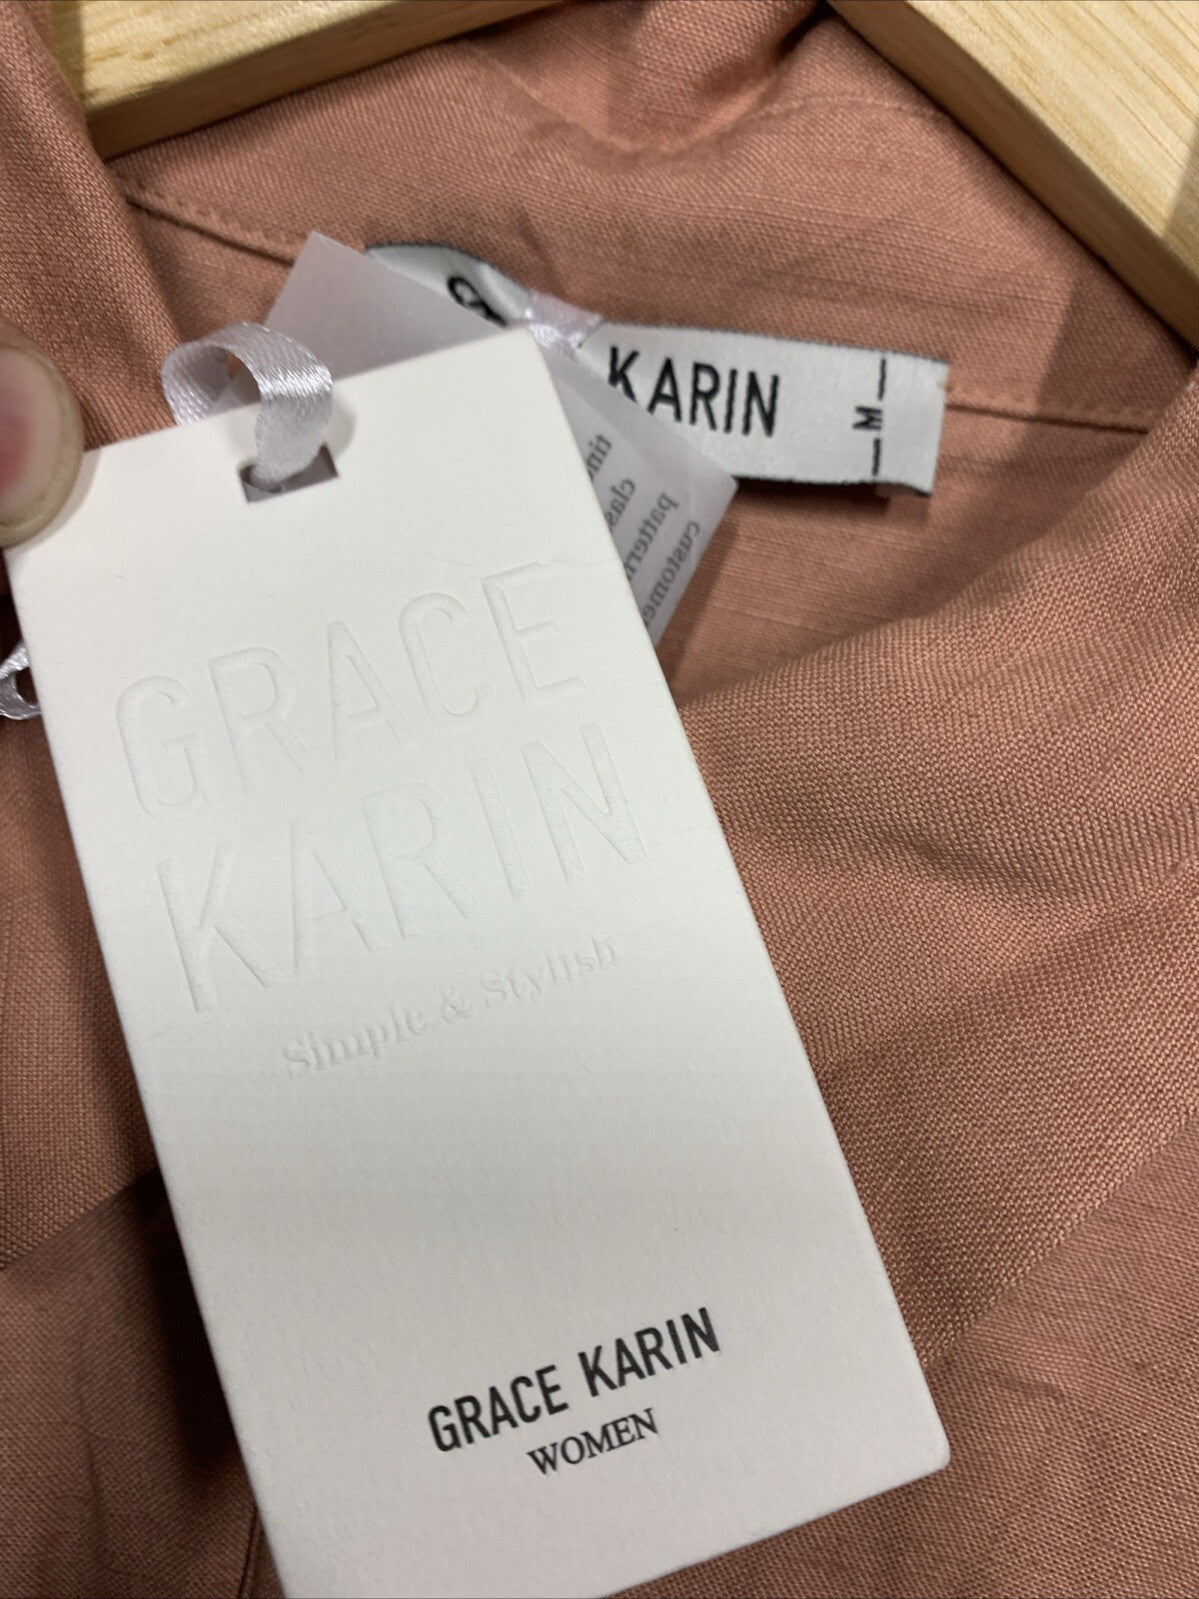 KARIN
M
GRACE
KARIN
Simple & Stylish
GRACE KARIN
WOMEN